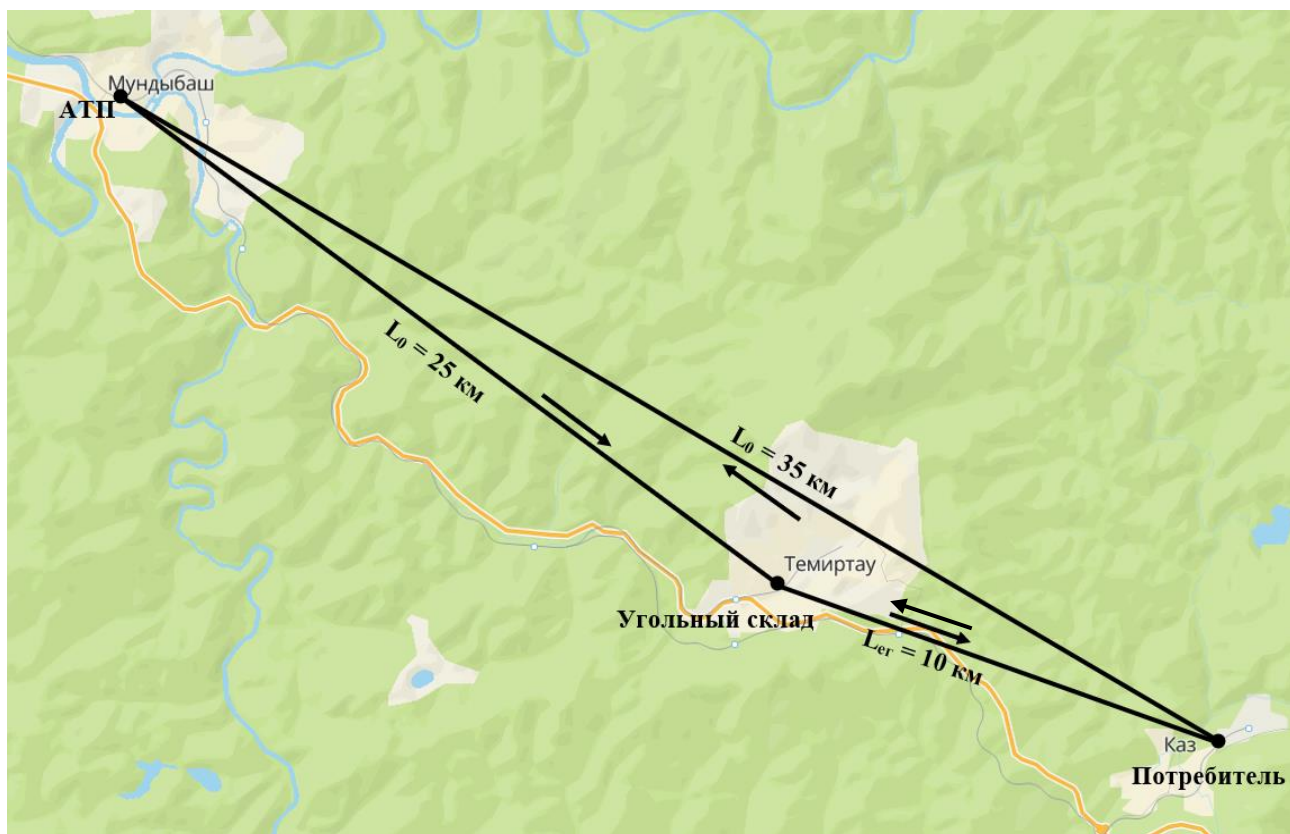 Мундыбаш
АТП
L₀ = 25 км
L₀ = 35 км
Темиртау
Угольный склад
Lег = 10 км
Каз
Потребитель